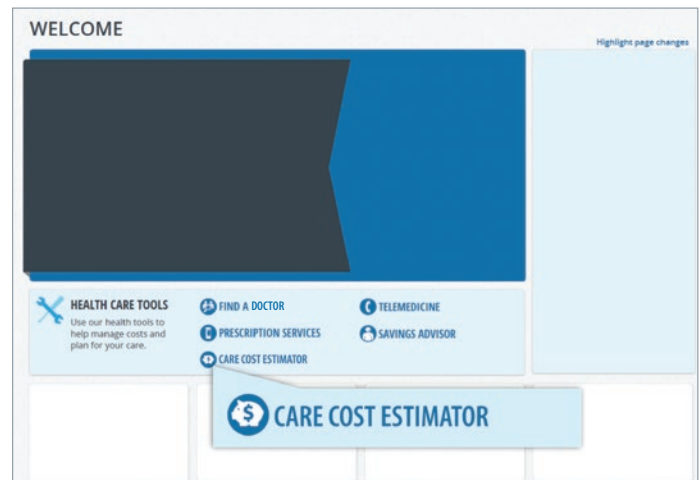 WELCOME
Highlight page changes
HEALTH CARE TOOLS
Use our health tools to
help manage costs and
plan for your care.
FIND A DOCTOR
PRESCRIPTION SERVICES
CARE COST ESTIMATOR
TELEMEDICINE
SAVINGS ADVISOR
CARE COST ESTIMATOR